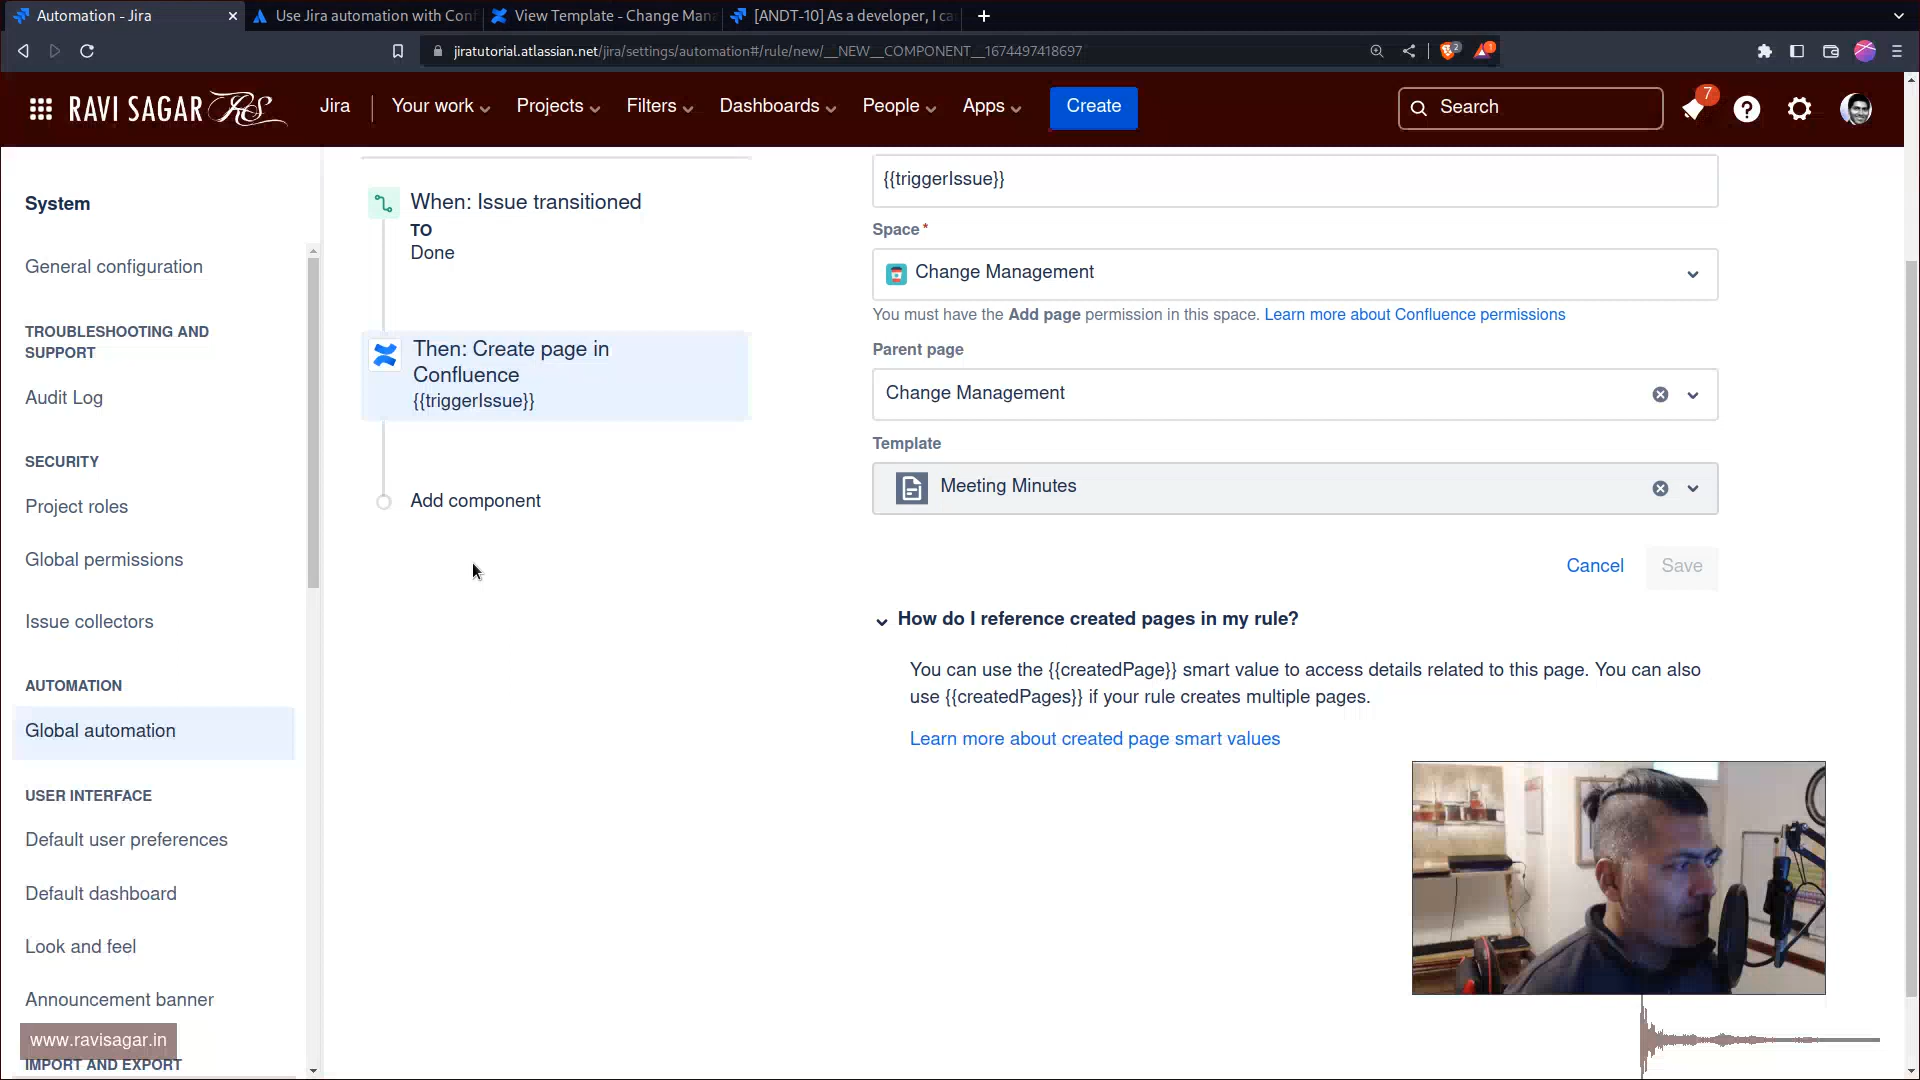 Automation - Jira
Use Jira automation with Con
View Template - Change Mana
[ANDT-10] As a developer, I ca
jiratutorial.atlassian.net/jira/settings/automation#/rule/new/__NEW__COMPONENT__1674497418697
2
1
RAVI SAGAR RS
Jira
Your work
Projects
Filters
Dashboards
People
Apps
Create
Search
7
System
General configuration
TROUBLESHOOTING AND
SUPPORT
Audit Log
SECURITY
Project roles
Global permissions
Issue collectors
AUTOMATION
Global automation
USER INTERFACE
Default user preferences
Default dashboard
Look and feel
Announcement banner
www.ravisagar.in
IMPORT AND EXPORT
When: Issue transitioned
TO
Done
Then: Create page in
Confluence
{{triggerIssue}}
Add component
{{triggerIssue}}
Space *
Change Management
You must have the Add page permission in this space. Learn more about Confluence permissions
Parent page
Change Management
Template
Meeting Minutes
Cancel
Save
How do I reference created pages in my rule?
You can use the {{createdPage}} smart value to access details related to this page. You can also
use {{createdPages}} if your rule creates multiple pages.
Learn more about created page smart values